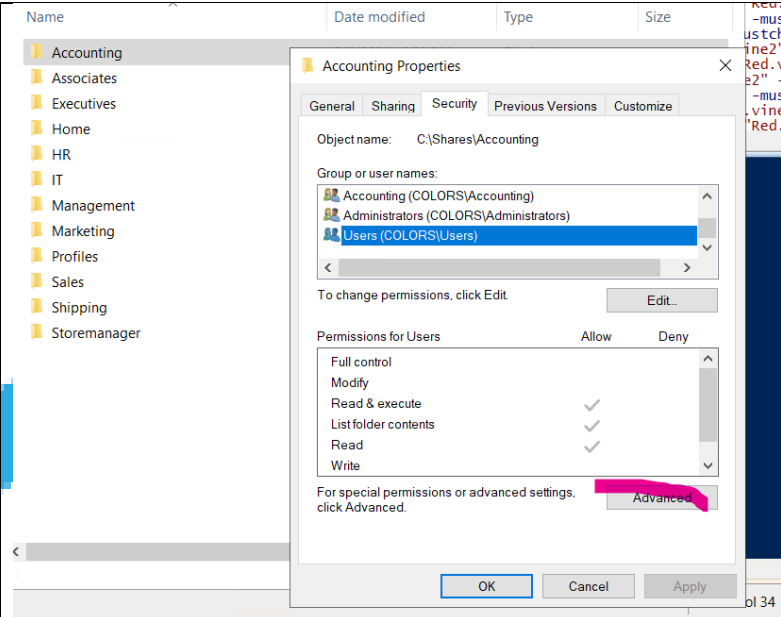 Name Date modified Type Size
Accounting
Associates
Executives
Home
HR
IT
Management
Marketing
Profiles
Sales
Shipping
Storemanager
Accounting Properties
General Sharing Security Previous Versions Customize
Object name: C:\Shares\Accounting
Group or user names:
Accounting (COLORS\Accounting)
Administrators (COLORS\Administrators)
Users (COLORS\Users)
To change permissions, click Edit.
Edit...
Permissions for Users Allow Deny
Full control
Modify
Read & execute
List folder contents
Read
Write
For special permissions or advanced settings,
click Advanced.
Advanced
OK Cancel Apply
-mus
ustch
ine2"
Red.v
e2" -
-mus
.vine
"Red.
ol 34